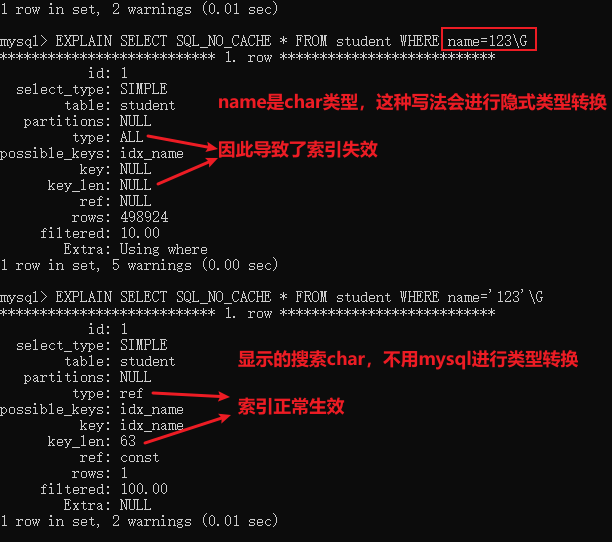 1 row in set, 2 warnings (0.01 sec)
mysql> EXPLAIN SELECT SQL_NO_CACHE * FROM student WHERE name=123\G
*************************** 1. row ***************************
id: 1
select_type: SIMPLE
name是char类型，这种写法会进行隐式类型转换
table: student
partitions: NULL
type: ALL
因此导致了索引失效
possible_keys: idx_name
key: NULL
key_len: NULL
ref: NULL
rows: 498924
filtered: 10.00
Extra: Using where
1 row in set, 5 warnings (0.00 sec)
mysql> EXPLAIN SELECT SQL_NO_CACHE * FROM student WHERE name='123'\G
*************************** 1. row ***************************
id: 1
select_type: SIMPLE
table: student
显示的搜索char，不用mysql进行类型转换
partitions: NULL
type: ref
索引正常生效
possible_keys: idx_name
key: idx_name
key_len: 63
ref: const
rows: 1
filtered: 100.00
Extra: NULL
1 row in set, 2 warnings (0.01 sec)